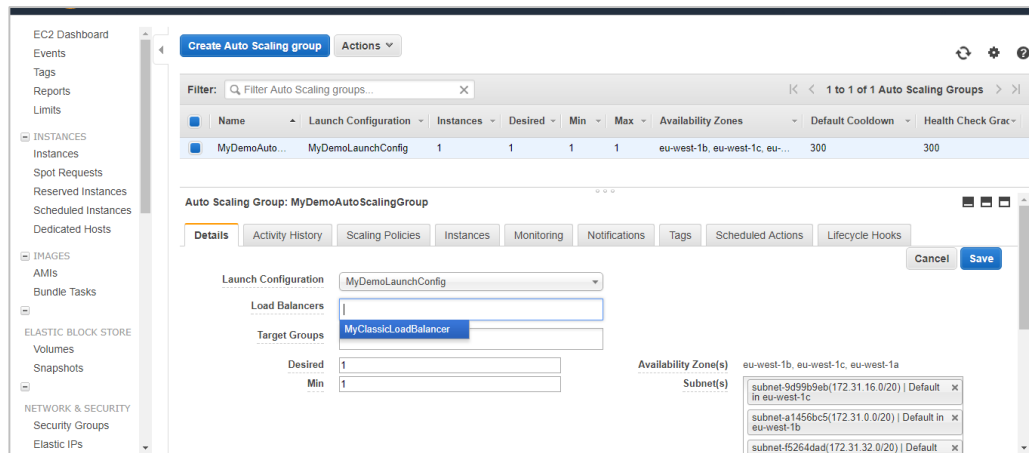 EC2 Dashboard
Events
Tags
Reports
Limits
INSTANCES
Instances
Spot Requests
Reserved Instances
Scheduled Instances
Dedicated Hosts
IMAGES
AMIs
Bundle Tasks
ELASTIC BLOCK STORE
Volumes
Snapshots
NETWORK & SECURITY
Security Groups
Elastic IPs
Create Auto Scaling group Actions
Filter: Filter Auto Scaling groups... 1 to 1 of 1 Auto Scaling Groups
Name Launch Configuration Instances Desired Min Max Availability Zones Default Cooldown Health Check Grac
MyDemoAuto... MyDemoLaunchConfig 1 1 1 1 eu-west-1b, eu-west-1c, eu-... 300 300
Auto Scaling Group: MyDemoAutoScalingGroup
Details Activity History Scaling Policies Instances Monitoring Notifications Tags Scheduled Actions Lifecycle Hooks
Cancel Save
Launch Configuration MyDemoLaunchConfig
Load Balancers
MyClassicLoadBalancer
Target Groups
Desired 1 Availability Zone(s) eu-west-1b, eu-west-1c, eu-west-1a
Min 1 Subnet(s)
subnet-9d99b9eb(172.31.16.0/20) | Default
in eu-west-1c
subnet-a1456bc5(172.31.0.0/20) | Default in
eu-west-1b
subnet-f5264dad(172.31.32.0/20) | Default